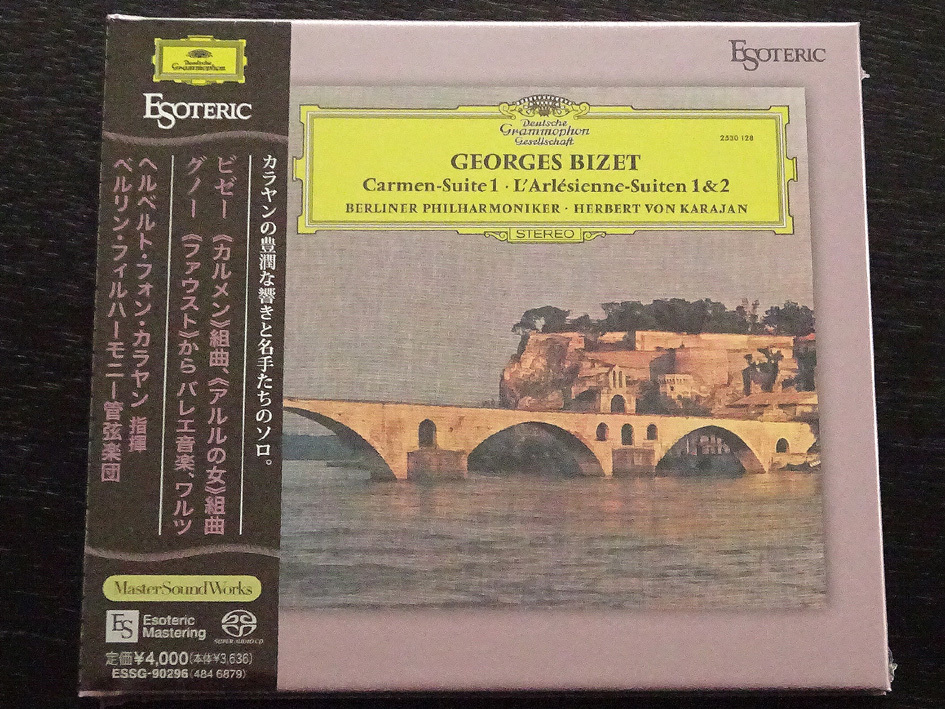 Deutsche
Grammophon
ESOTERIC
カラヤンの豊潤な響きと名手たちのソロ。
ビゼー 《カルメン》組曲、《アルルの女》組曲
グノー 《ファウスト》から バレエ音楽、ワルツ
ヘルベルト・フォン・カラヤン 指揮
ベルリン・フィルハーモニー管弦楽団
MasterSoundWorks
ES
Esoteric
Mastering
SUPER AUDIO CD
定価¥4,000(本体¥3,636)
ESSG-90296(484 6879)
ESOTERIC
Deutsche
Grammophon
Gesellschaft
2530 128
GEORGES BIZET
Carmen-Suite 1 · L'Arlésienne-Suiten 1 & 2
BERLINER PHILHARMONIKER · HERBERT VON KARAJAN
STEREO